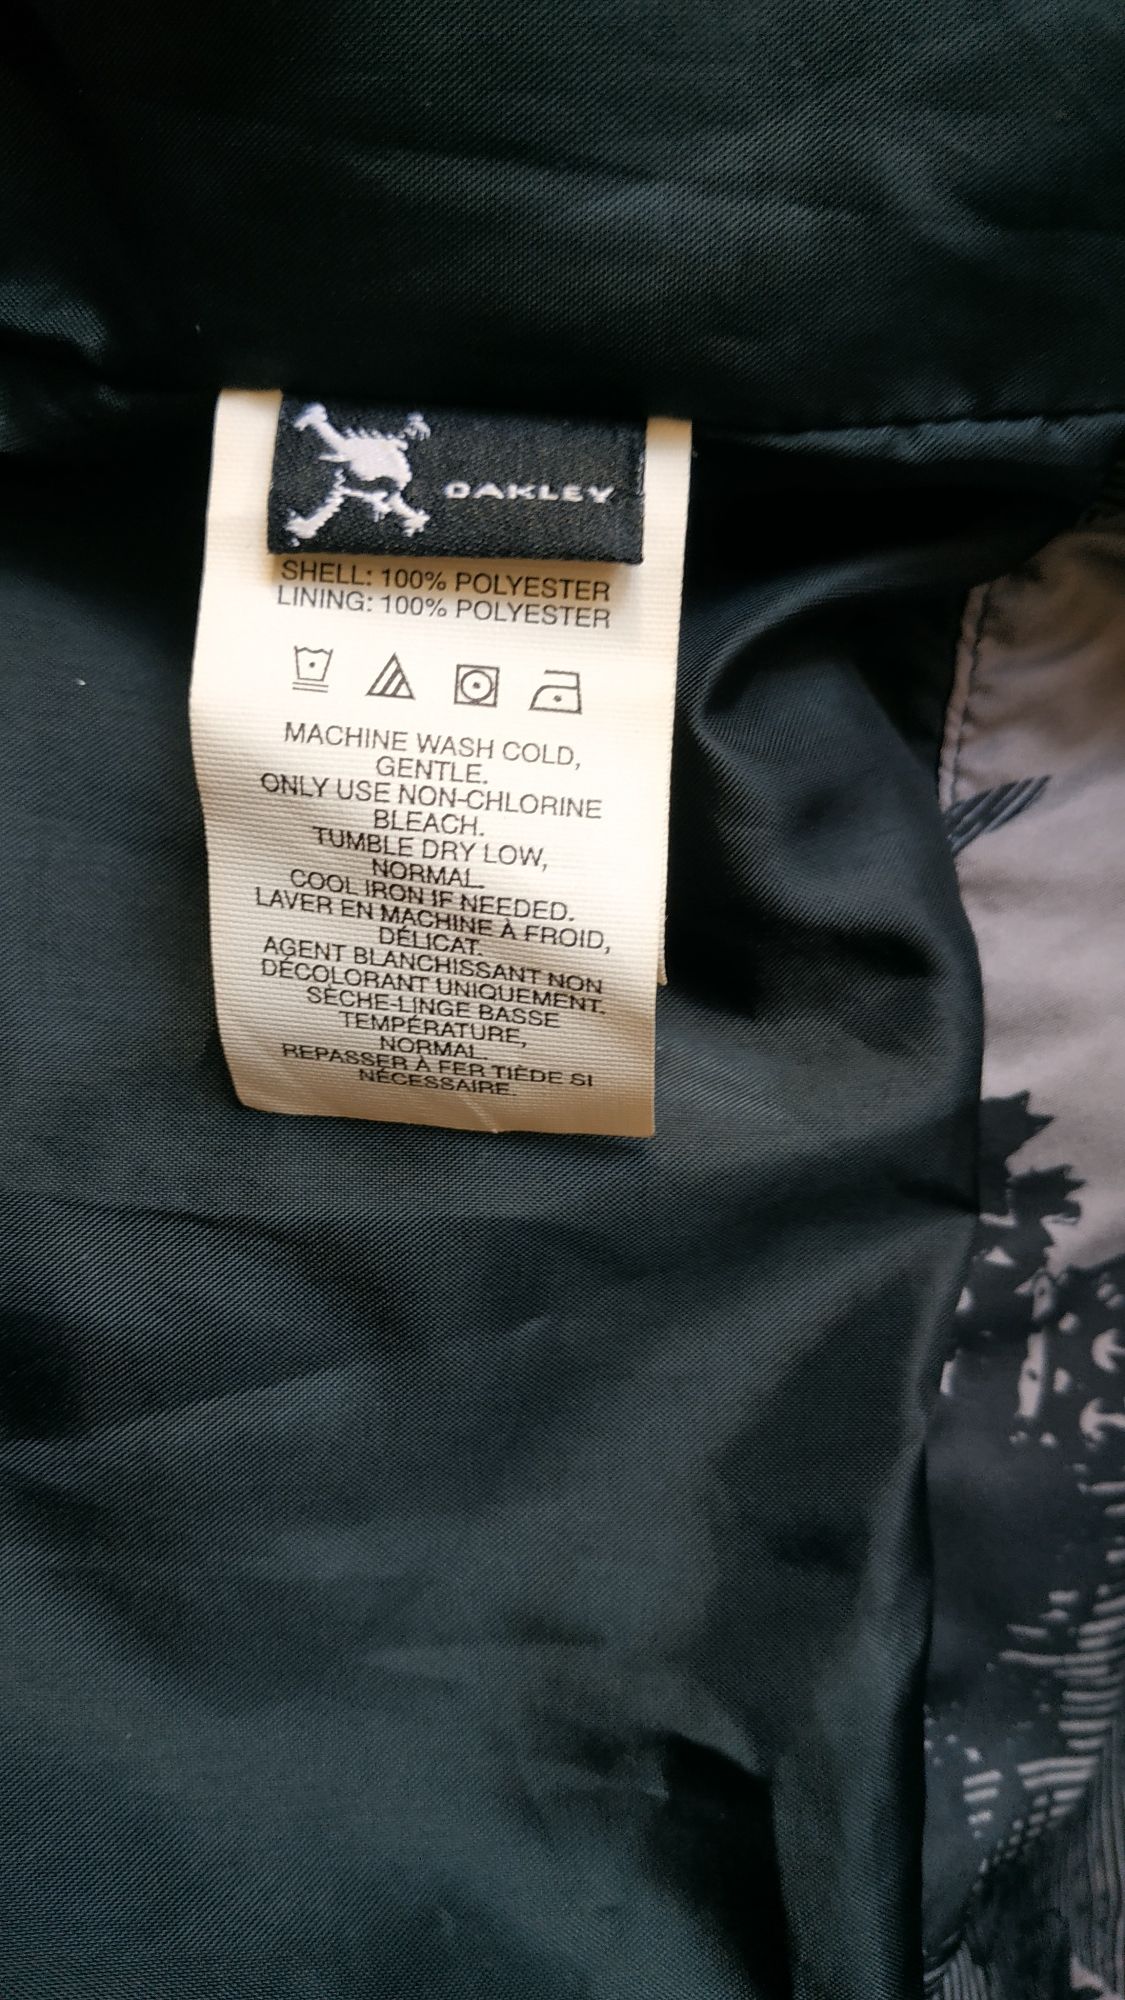 OAKLEY
SHELL: 100% POLYESTER
LINING: 100% POLYESTER
MACHINE WASH COLD,
GENTLE.
ONLY USE NON-CHLORINE
BLEACH.
TUMBLE DRY LOW,
NORMAL.
COOL IRON IF NEEDED.
LAVER EN MACHINE À FROID,
DÉLICAT.
AGENT BLANCHISSANT NON
DÉCOLORANT UNIQUEMENT.
SÈCHE-LINGE BASSE
TEMPÉRATURE,
NORMAL.
REPASSER À FER TIÈDE SI
NÉCESSAIRE.